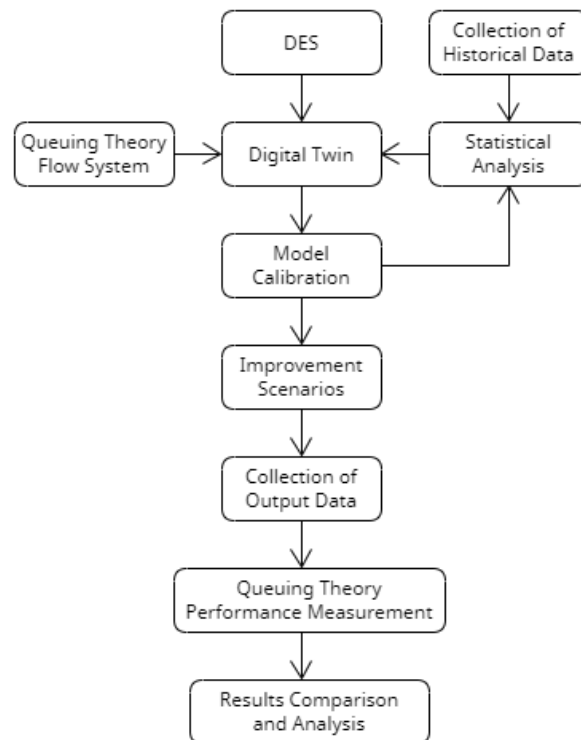 DES
Collection of
Historical Data
Queuing Theory
Flow System
Digital Twin
Statistical
Analysis
Model
Calibration
Improvement
Scenarios
Collection of
Output Data
Queuing Theory
Performance Measurement
Results Comparison
and Analysis